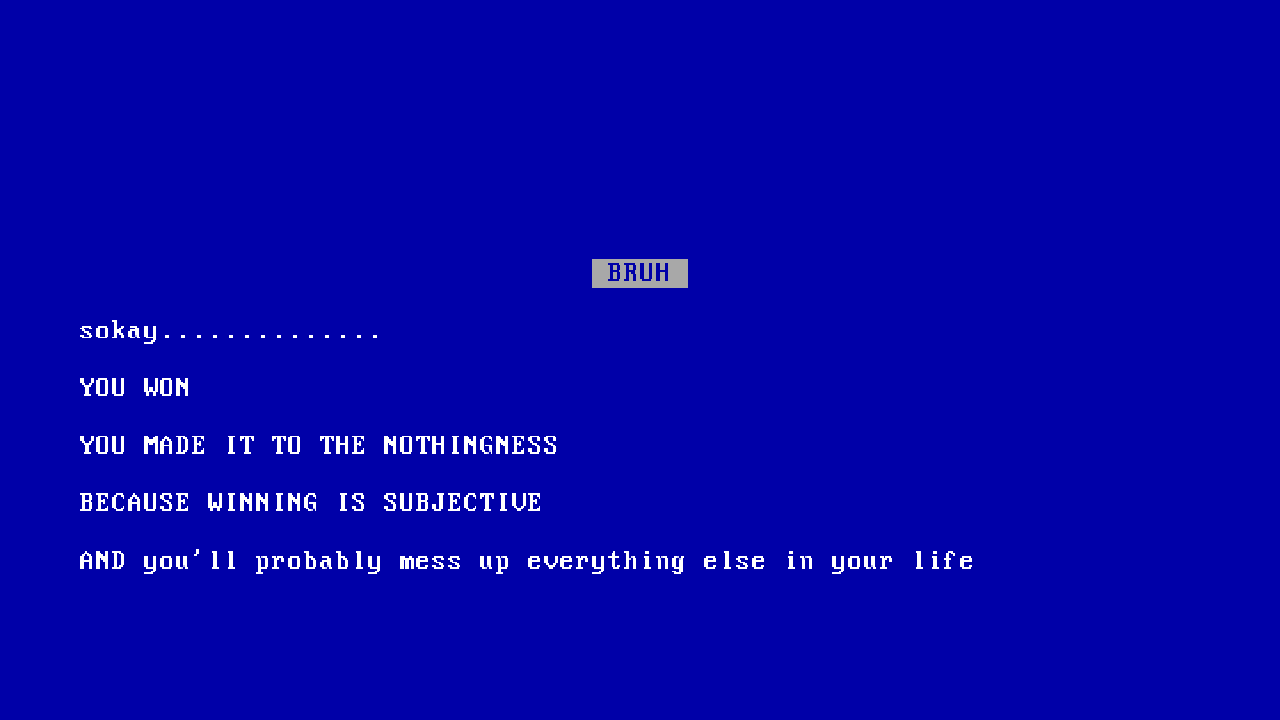 BRUH
sokay..............
YOU WON
YOU MADE IT TO THE NOTHINGNESS
BECAUSE WINNING IS SUBJECTIVE
AND you'll probably mess up everything else in your life